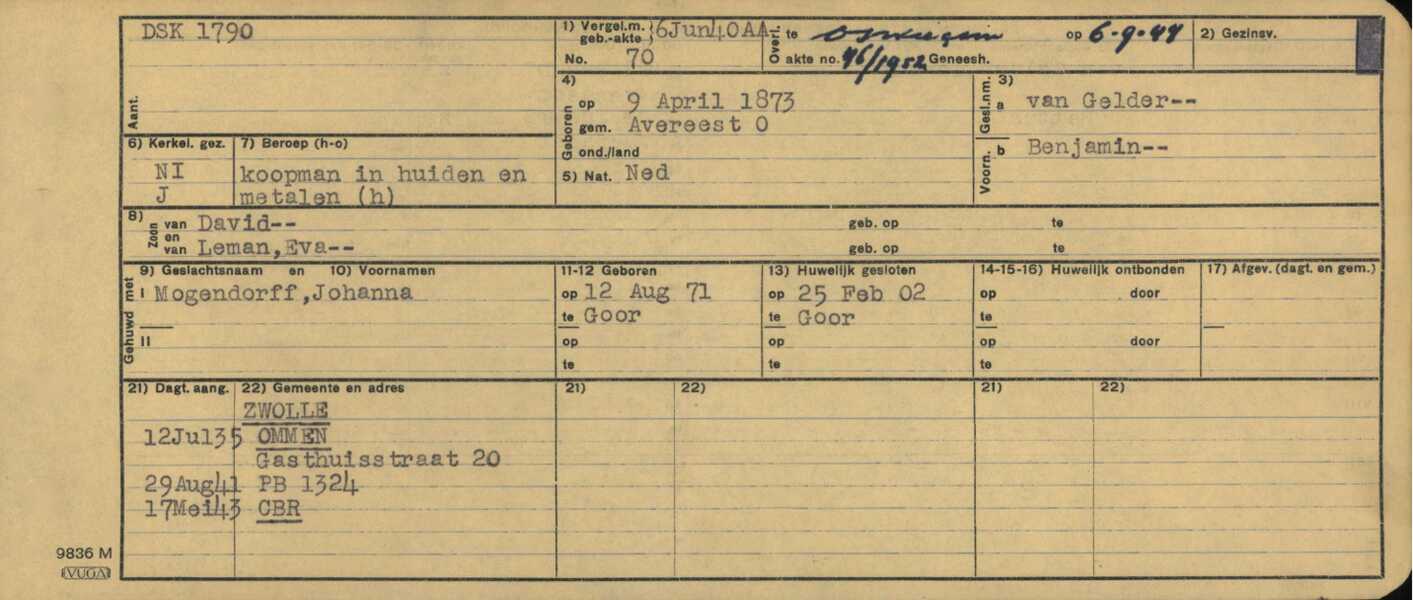 DSK 1790
Aant.
1) Vergel.m. geb.-akte 6Jun40AA
No. 70
Overl. te op 6-9-44
akte no. 46/1952 Geneesh.
2) Gezinsv.
3)
Gesl.nm. a van Gelder--
Voorn. b Benjamin--
4)
Geboren op 9 April 1873
gem. Avereest O
ond./land
5) Nat. Ned
6) Kerkel. gez.
NI
J
7) Beroep (h-o)
koopman in huiden en
metalen (h)
8) Zoon van David-- geb. op te
en van Leman,Eva-- geb. op te
9) Geslachtsnaam en 10) Voornamen 11-12 Geboren 13) Huwelijk gesloten 14-15-16) Huwelijk ontbonden 17) Afgev. (dagt. en gem.)
Gehuwd met
I Mogendorff,Johanna op 12 Aug 71 op 25 Feb 02 op door
te Goor te Goor te
II op op op door
te te te
21) Dagt. aang. 22) Gemeente en adres 21) 22) 21) 22)
ZWOLLE
12Jul35 OMMEN
Gasthuisstraat 20
29Aug41 PB 1324
17Mei43 CBR
9836 M
VUGA